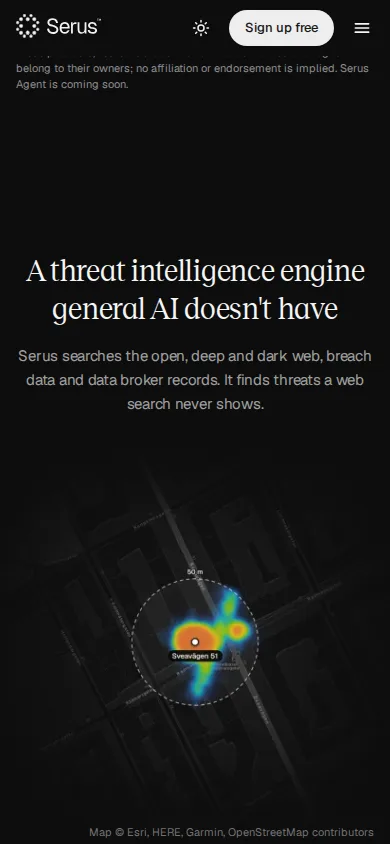 Serus™
Sign up free
belong to their owners; no affiliation or endorsement is implied. Serus
Agent is coming soon.
A threat intelligence engine
general AI doesn't have
Serus searches the open, deep and dark web, breach
data and data broker records. It finds threats a web
search never shows.
50 m
Sveavägen 51
Map © Esri, HERE, Garmin, OpenStreetMap contributors